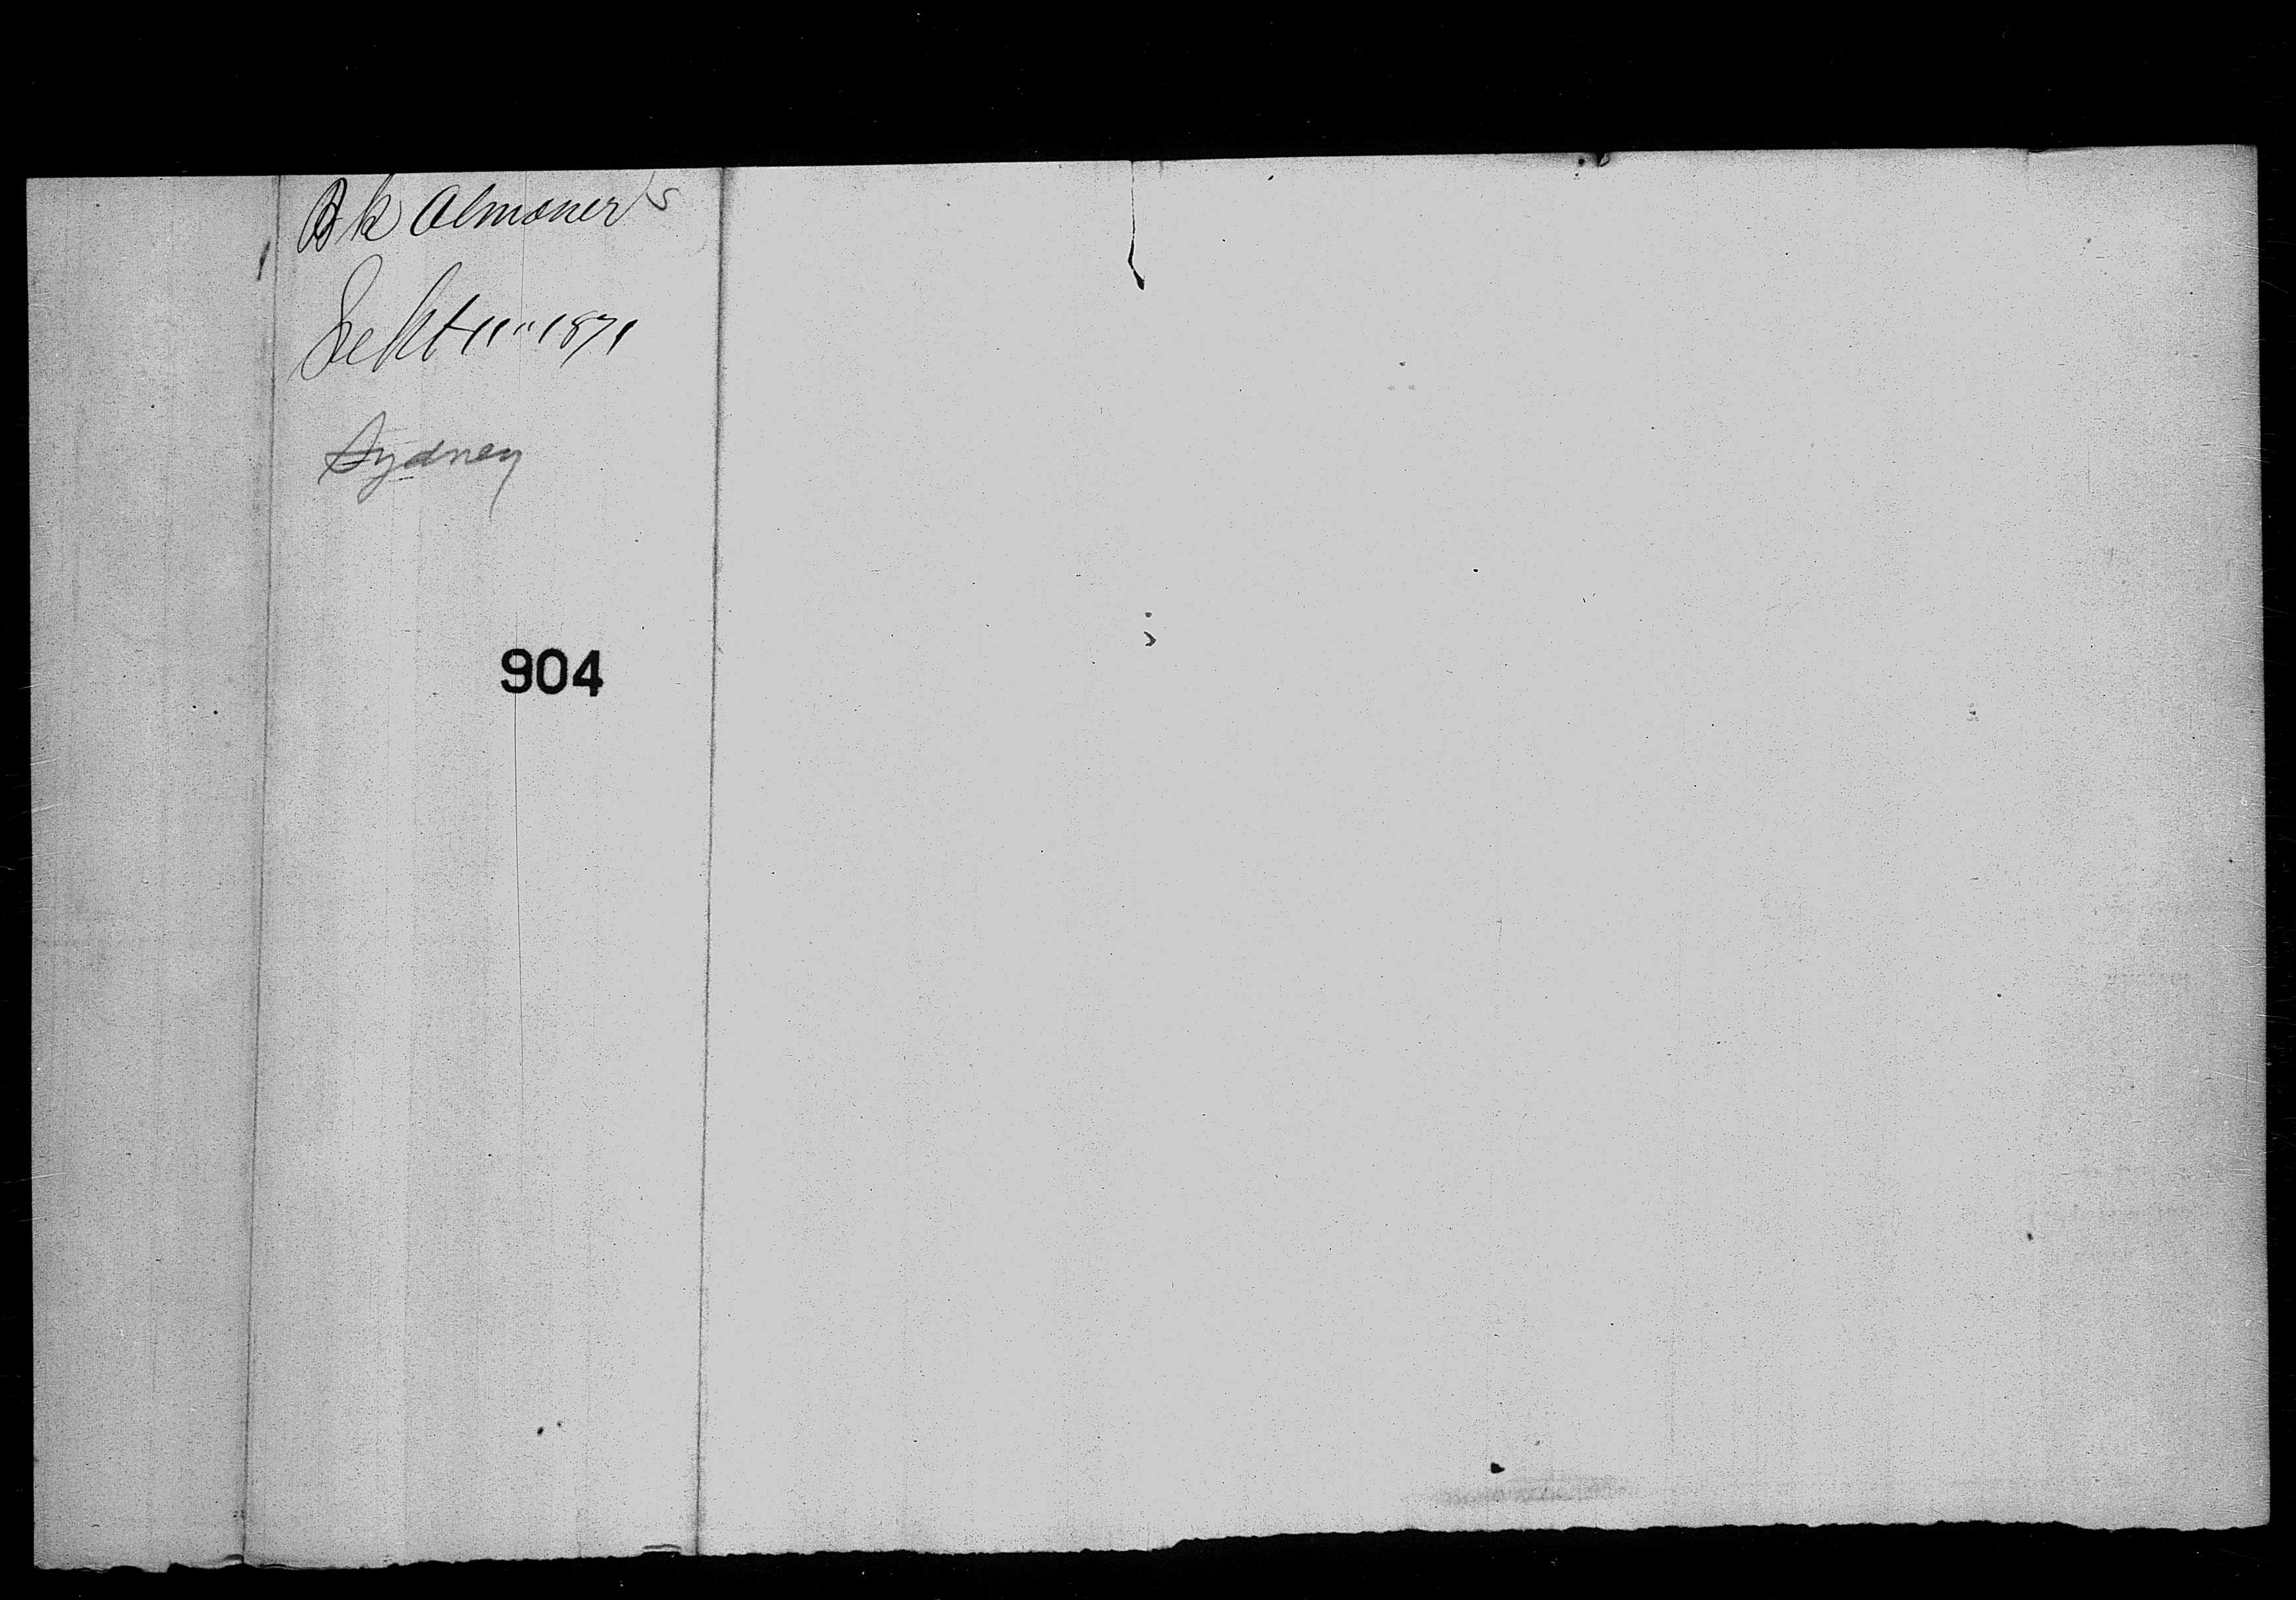 Bk Almoner's
Sept 11" 1871
Sydney
904